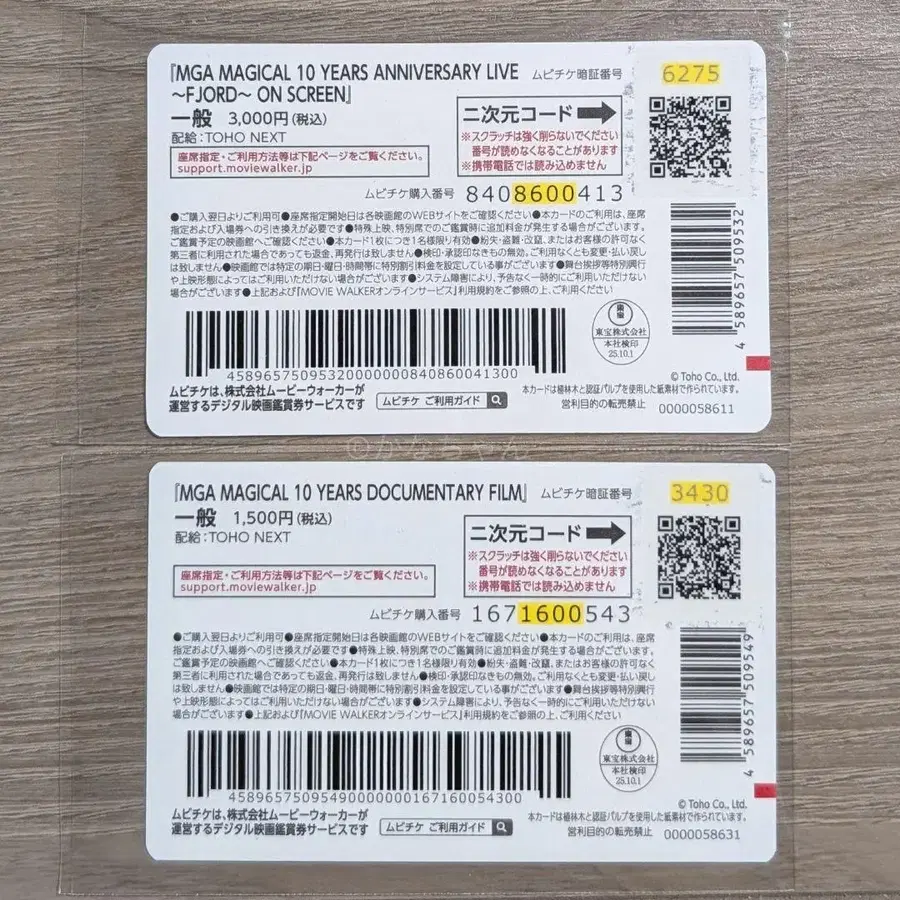 『MGA MAGICAL 10 YEARS ANNIVERSARY LIVE
～FJORD～ ON SCREEN』
一般 3,000円(税込)
配給:TOHO NEXT
座席指定・ご利用方法等は下記ページをご覧ください。
support.moviewalker.jp
ムビチケ暗証番号 6275
二次元コード
※スクラッチは強く削らないでください
番号が読めなくなることがあります
※携帯電話では読み込めません
ムビチケ購入番号 8408600413
●ご購入翌日よりご利用可●座席指定開始日は各映画館のWEBサイトをご確認ください●本カードのご利用は、座席
指定および入場券への引き換えが必要です●特殊上映、特別席でのご鑑賞時に追加料金が発生する場合がございます。
ご鑑賞予定の映画館へご確認ください●本カード1枚につき1名様限り有効●紛失・盗難・改竄、またはお客様の許可なく
第三者に利用された場合であっても返金、再発行は致しません●検印・承認印なきもの無効。ご利用なくとも変更・払い戻し
は致しません●映画館では特定の期日・曜日・時間帯に特別割引料金を設定している事がございます●舞台挨拶等特別興行
や上映形態によってはご利用いただけない場合がございます●システム障害により、予告なく一時的にご利用いただけない
場合がございます●上記および『MOVIE WALKERオンラインサービス』利用規約をご参照の上、ご利用ください
4589657509532000000084086004 1300
4 589657 509532
東宝
東宝株式会社
本社検印
25.10.1
ムビチケは、株式会社ムービーウォーカーが
運営するデジタル映画鑑賞券サービスです
ムビチケ ご利用ガイド
© Toho Co., Ltd.
本カードは植林木と認証パルプを使用した紙素材で作られています。
営利目的の転売禁止 0000058611
©かなちゃん
『MGA MAGICAL 10 YEARS DOCUMENTARY FILM』
一般 1,500円(税込)
配給:TOHO NEXT
座席指定・ご利用方法等は下記ページをご覧ください。
support.moviewalker.jp
ムビチケ暗証番号 3430
二次元コード
※スクラッチは強く削らないでください
番号が読めなくなることがあります
※携帯電話では読み込めません
ムビチケ購入番号 1671600543
●ご購入翌日よりご利用可●座席指定開始日は各映画館のWEBサイトをご確認ください●本カードのご利用は、座席
指定および入場券への引き換えが必要です●特殊上映、特別席でのご鑑賞時に追加料金が発生する場合がございます。
ご鑑賞予定の映画館へご確認ください●本カード1枚につき1名様限り有効●紛失・盗難・改竄、またはお客様の許可なく
第三者に利用された場合であっても返金、再発行は致しません●検印・承認印なきもの無効。ご利用なくとも変更・払い戻し
は致しません●映画館では特定の期日・曜日・時間帯に特別割引料金を設定している事がございます●舞台挨拶等特別興行
や上映形態によってはご利用いただけない場合がございます●システム障害により、予告なく一時的にご利用いただけない
場合がございます●上記および『MOVIE WALKERオンラインサービス』利用規約をご参照の上、ご利用ください
4589657509549000000016716005 4300
4 589657 509549
東宝
東宝株式会社
本社検印
25.10.1
ムビチケは、株式会社ムービーウォーカーが
運営するデジタル映画鑑賞券サービスです
ムビチケ ご利用ガイド
© Toho Co., Ltd.
本カードは植林木と認証パルプを使用した紙素材で作られています。
営利目的の転売禁止 0000058631